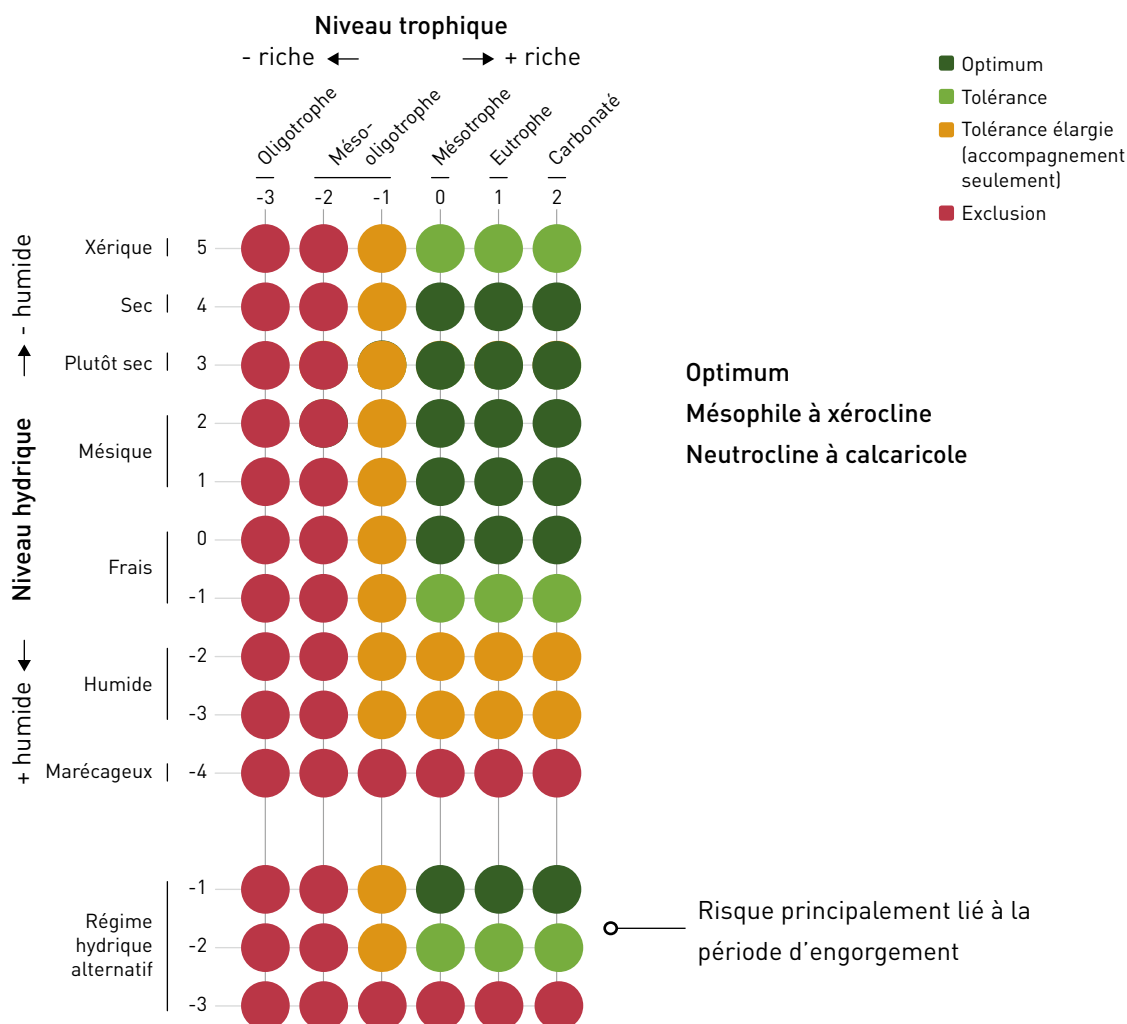 Niveau trophique
- riche
+ riche
Oligotrophe
Méso-
oligotrophe
Mésotrophe
Eutrophe
Carbonaté
-3 -2 -1 0 1 2
Optimum
Tolérance
Tolérance élargie
(accompagnement
seulement)
Exclusion
Niveau hydrique
- humide
+ humide
Xérique 5
Sec 4
Plutôt sec 3
Mésique
2
1
Frais
0
-1
Humide
-2
-3
Marécageux -4
Optimum
Mésophile à xérocline
Neutrocline à calcaricole
Régime
hydrique
alternatif
-1
-2
-3
Risque principalement lié à la
période d'engorgement